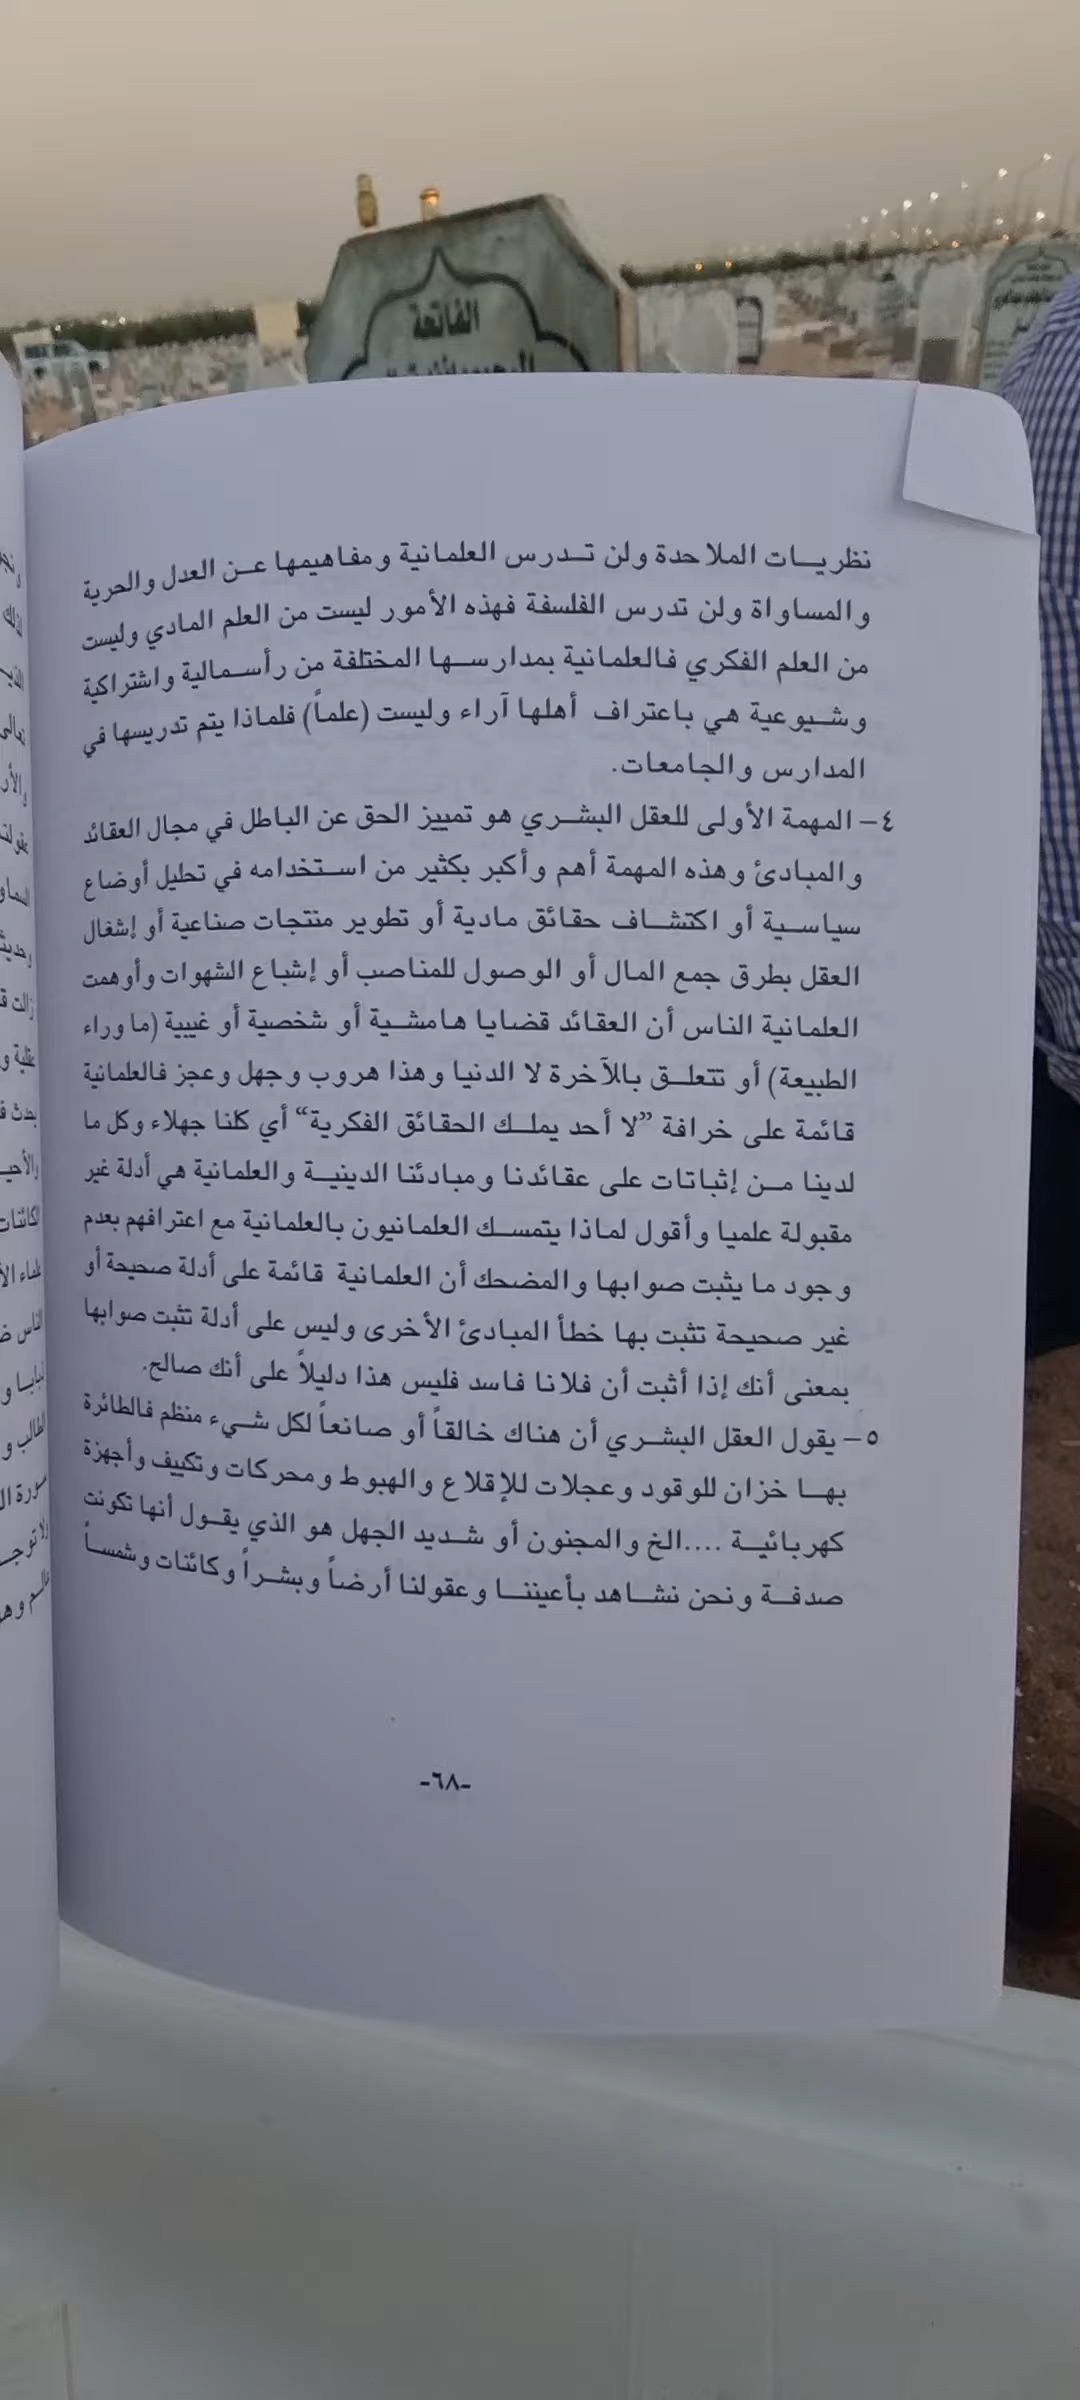 الفاتحة
نظريات الملاحدة ولن تدرس العلمانية ومفاهيمها عن العدل والحرية
والمساواة ولن تدرس الفلسفة فهذه الأمور ليست من العلم المادي وليست
من العلم الفكري فالعلمانية بمدارسها المختلفة من رأسمالية واشتراكية
وشيوعية هي باعتراف أهلها آراء وليست (علماً) فلماذا يتم تدريسها في
المدارس والجامعات.
٤– المهمة الأولى للعقل البشري هو تمييز الحق عن الباطل في مجال العقائد
والمبادئ وهذه المهمة أهم وأكبر بكثير من استخدامه في تحليل أوضاع
سياسية أو اكتشاف حقائق مادية أو تطوير منتجات صناعية أو إشغال
العقل بطرق جمع المال أو الوصول للمناصب أو إشباع الشهوات وأوهمت
العلمانية الناس أن العقائد قضايا هامشية أو شخصية أو غيبية (ما وراء
الطبيعة) أو تتعلق بالآخرة لا الدنيا وهذا هروب وجهل وعجز فالعلمانية
قائمة على خرافة ”لا أحد يملك الحقائق الفكرية“ أي كلنا جهلاء وكل ما
لدينا من إثباتات على عقائدنا ومبادئنا الدينية والعلمانية هي أدلة غير
مقبولة علميا وأقول لماذا يتمسك العلمانيون بالعلمانية مع اعترافهم بعدم
وجود ما يثبت صوابها والمضحك أن العلمانية قائمة على أدلة صحيحة أو
غير صحيحة تثبت بها خطأ المبادئ الأخرى وليس على أدلة تثبت صوابها
بمعنى أنك إذا أثبت أن فلانا فاسد فليس هذا دليلاً على أنك صالح.
٥– يقول العقل البشري أن هناك خالقاً أو صانعاً لكل شيء منظم فالطائرة
بها خزان للوقود وعجلات للإقلاع والهبوط ومحركات وتكييف وأجهزة
كهربائية ....الخ والمجنون أو شديد الجهل هو الذي يقول أنها تكونت
صدفة ونحن نشاهد بأعيننا وعقولنا أرضاً وبشراً وكائنات وشمساً
-٦٨-